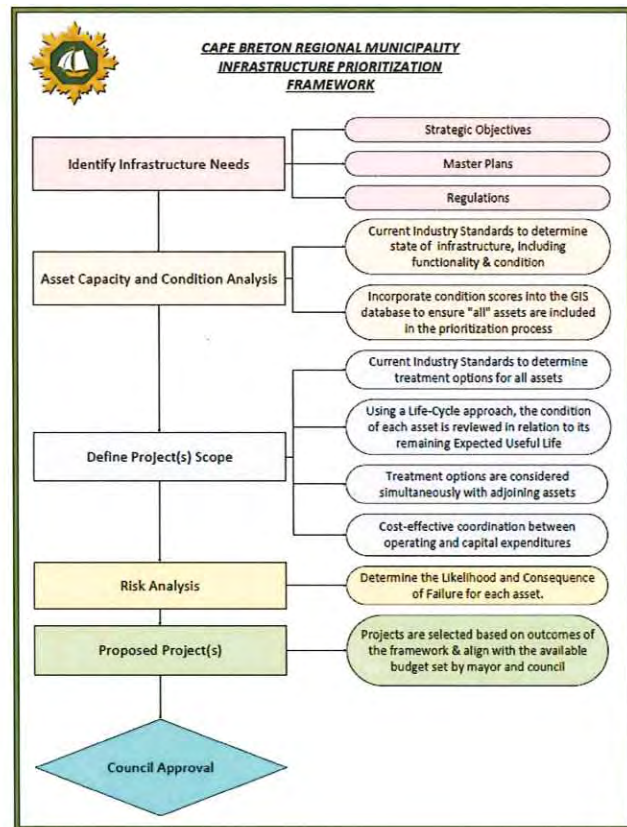 CAPE BRETON REGIONAL MUNICIPALITY
INFRASTRUCTURE PRIORITIZATION
FRAMEWORK
Identify Infrastructure Needs
Strategic Objectives
Master Plans
Regulations
Asset Capacity and Condition Analysis
Current Industry Standards to determine
state of infrastructure, including
functionality & condition
Incorporate condition scores into the GIS
database to ensure "all" assets are included
in the prioritization process
Define Project(s) Scope
Current Industry Standards to determine
treatment options for all assets
Using a Life-Cycle approach, the condition
of each asset is reviewed in relation to its
remaining Expected Useful Life
Treatment options are considered
simultaneously with adjoining assets
Cost-effective coordination between
operating and capital expenditures
Risk Analysis
Determine the Likelihood and Consequence
of Failure for each asset.
Proposed Project(s)
Projects are selected based on outcomes of
the framework & align with the available
budget set by mayor and council
Council Approval